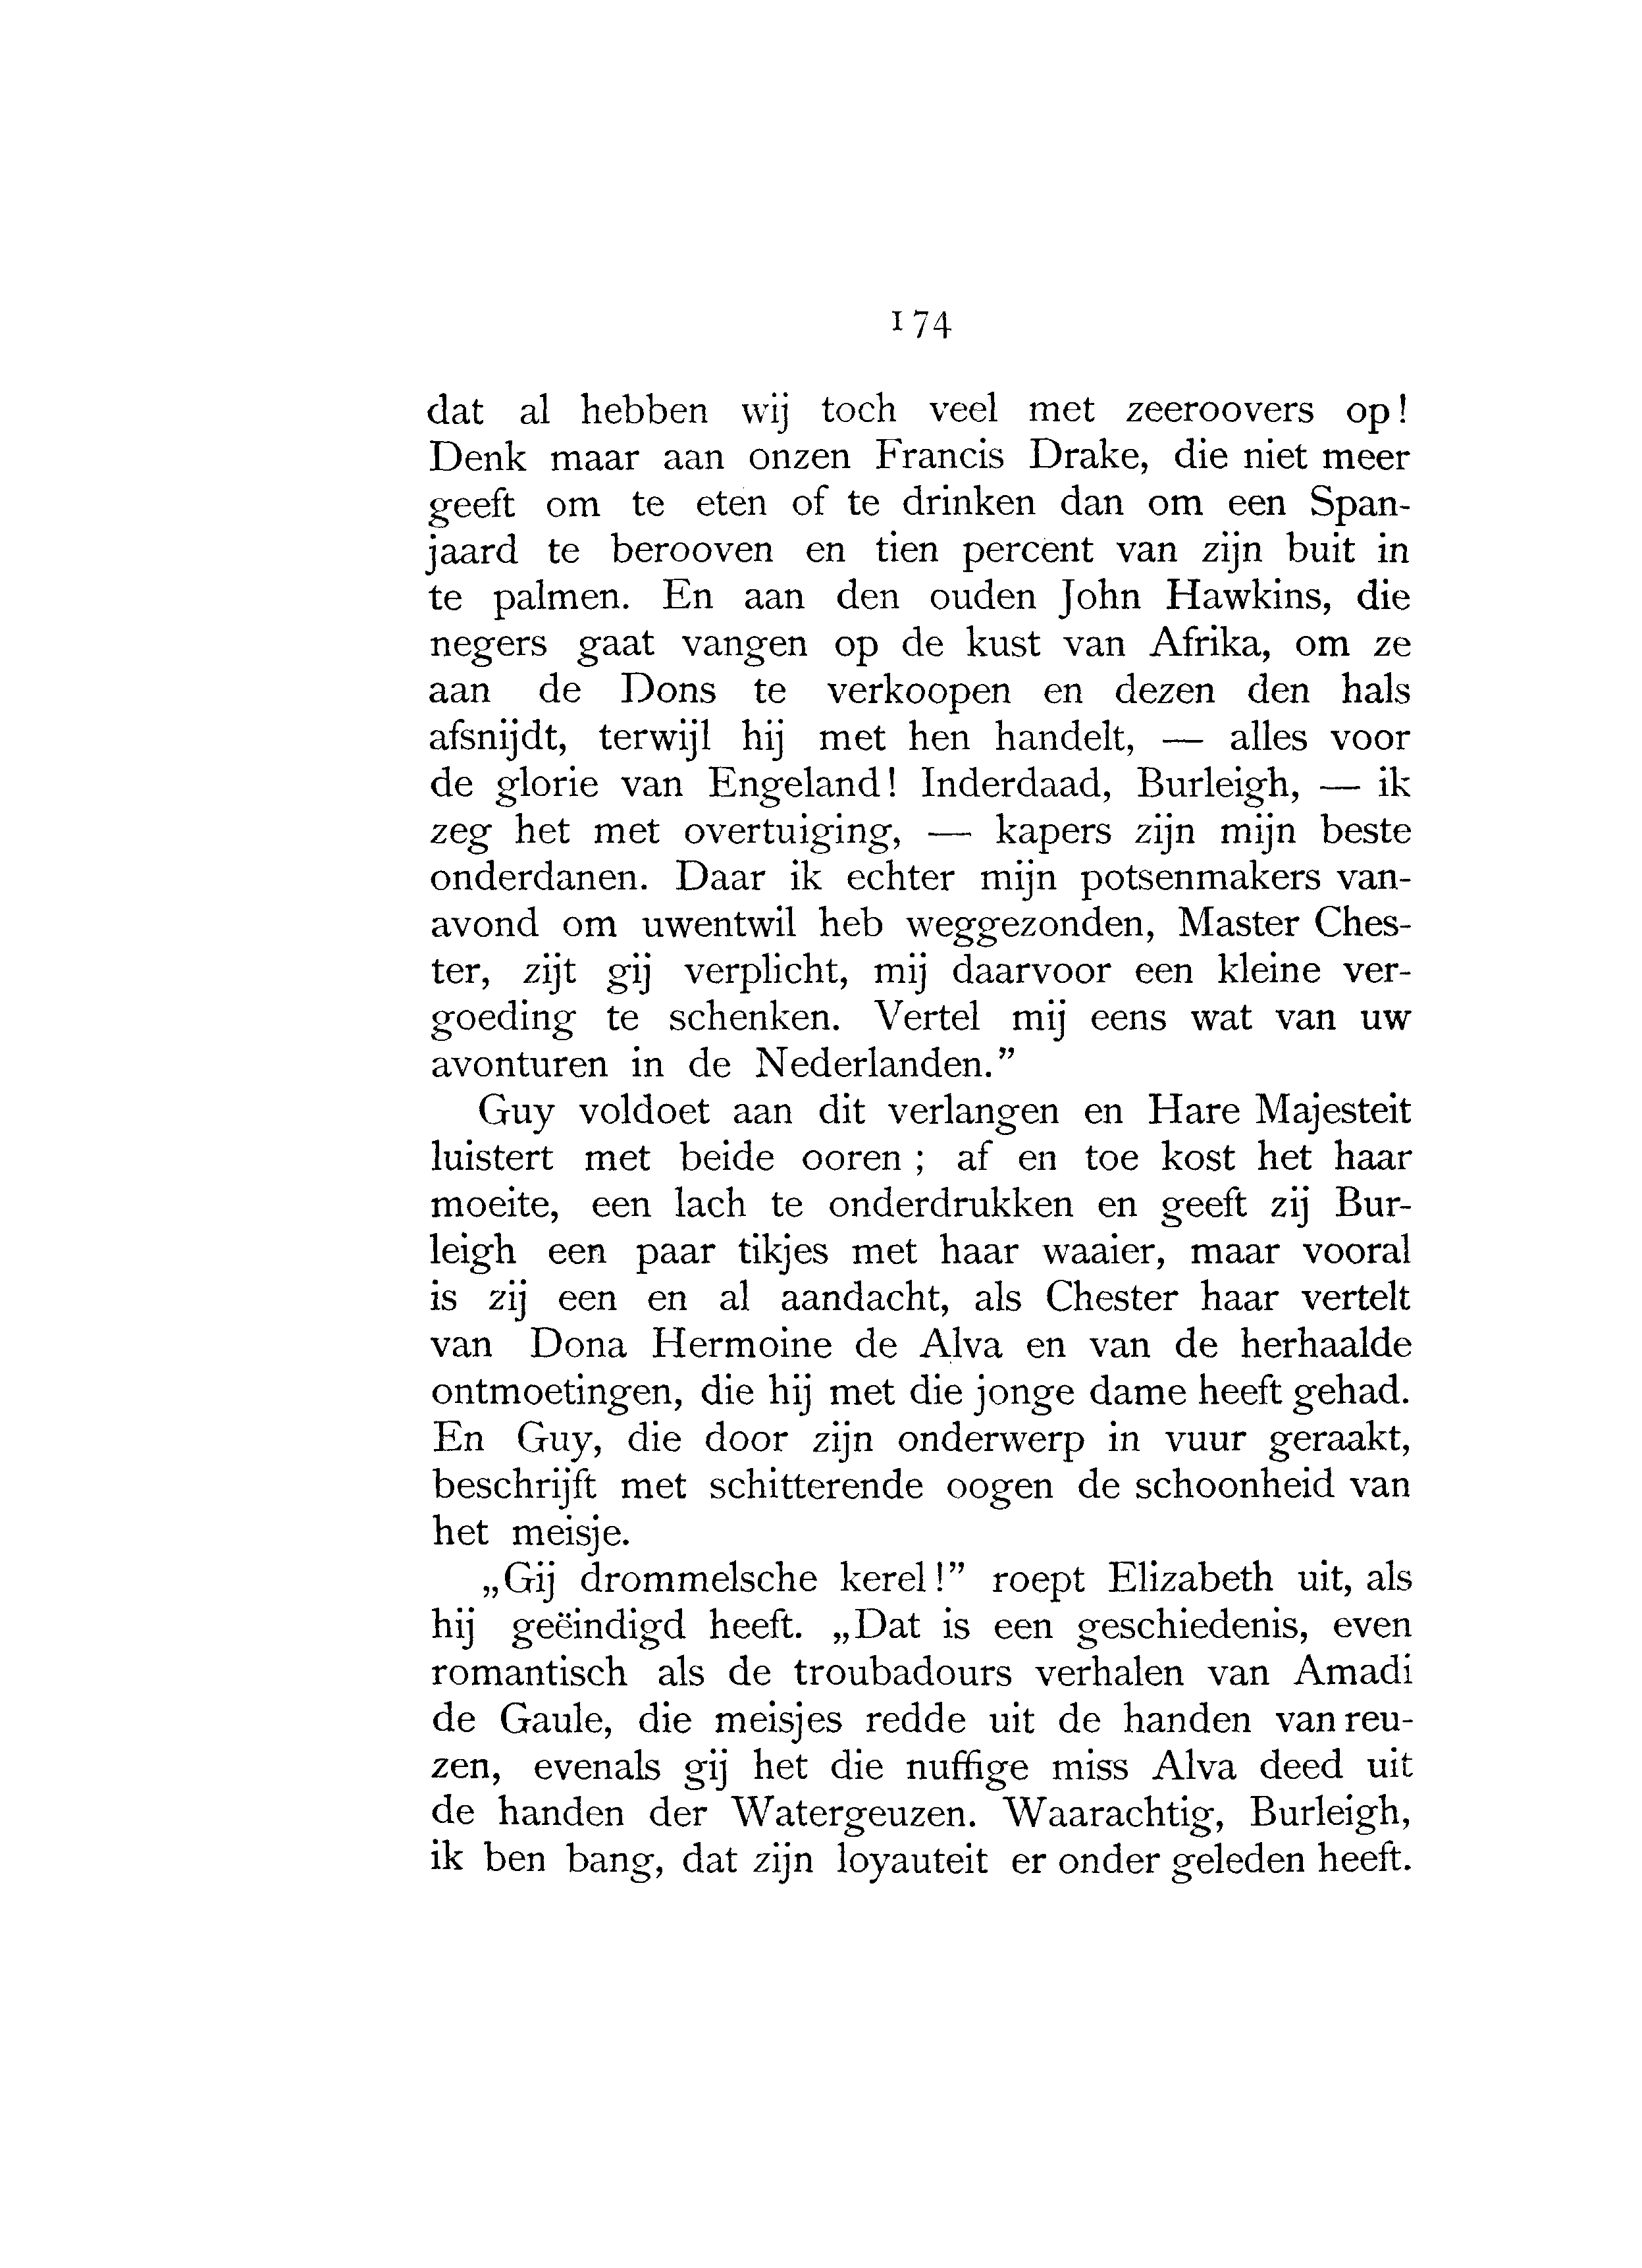 174
dat al hebben wij toch veel met zeeroovers op!
Denk maar aan onzen Francis Drake, die niet meer
geeft om te eten of te drinken dan om een Span-
jaard te berooven en tien percent van zijn buit in
te palmen. En aan den ouden John Hawkins, die
negers gaat vangen op de kust van Afrika, om ze
aan de Dons te verkoopen en dezen den hals
afsnijdt, terwijl hij met hen handelt, — alles voor
de glorie van Engeland! Inderdaad, Burleigh, — ik
zeg het met overtuiging, — kapers zijn mijn beste
onderdanen. Daar ik echter mijn potsenmakers van-
avond om uwentwil heb weggezonden, Master Ches-
ter, zijt gij verplicht, mij daarvoor een kleine ver-
goeding te schenken. Vertel mij eens wat van uw
avonturen in de Nederlanden.”
Guy voldoet aan dit verlangen en Hare Majesteit
luistert met beide ooren ; af en toe kost het haar
moeite, een lach te onderdrukken en geeft zij Bur-
leigh een paar tikjes met haar waaier, maar vooral
is zij een en al aandacht, als Chester haar vertelt
van Dona Hermoine de Alva en van de herhaalde
ontmoetingen, die hij met die jonge dame heeft gehad.
En Guy, die door zijn onderwerp in vuur geraakt,
beschrijft met schitterende oogen de schoonheid van
het meisje.
„Gij drommelsche kerel!” roept Elizabeth uit, als
hij geëindigd heeft. „Dat is een geschiedenis, even
romantisch als de troubadours verhalen van Amadi
de Gaule, die meisjes redde uit de handen van reu-
zen, evenals gij het die nuffige miss Alva deed uit
de handen der Watergeuzen. Waarachtig, Burleigh,
ik ben bang, dat zijn loyauteit er onder geleden heeft.